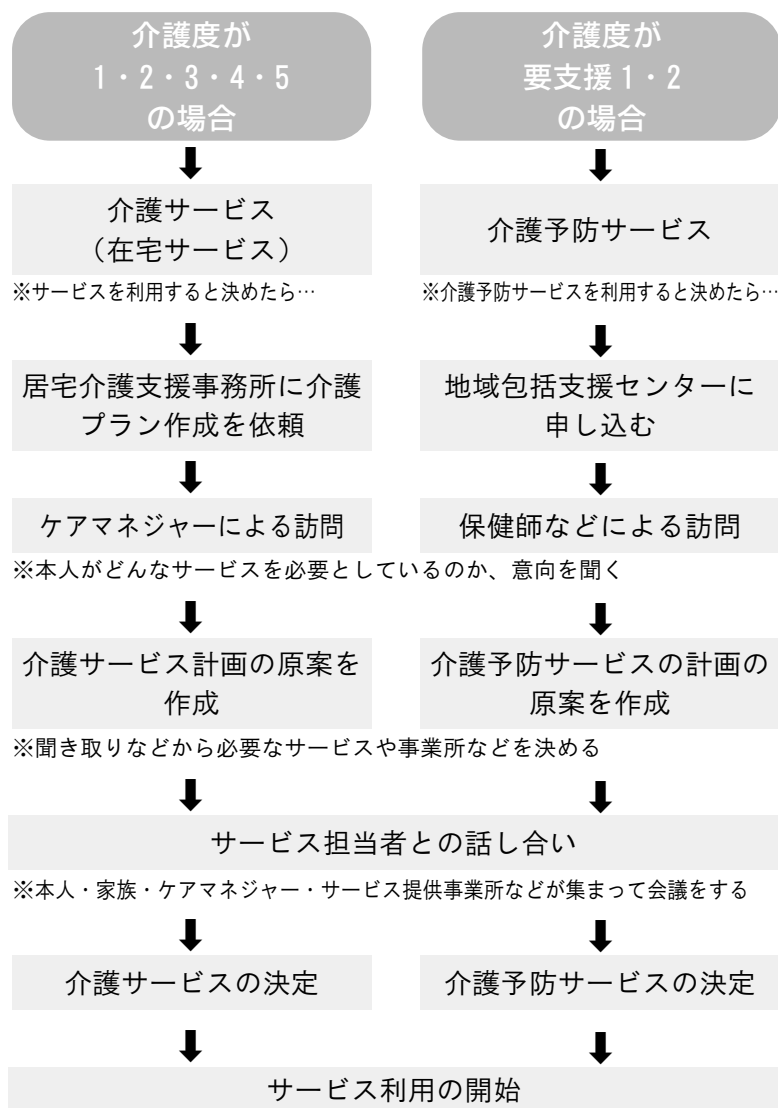 介護度が
1・2・3・4・5
の場合
介護度が
要支援1・2
の場合
介護サービス
（在宅サービス）
介護予防サービス
※サービスを利用すると決めたら…
※介護予防サービスを利用すると決めたら…
居宅介護支援事務所に介護
プラン作成を依頼
地域包括支援センターに
申し込む
ケアマネジャーによる訪問
保健師などによる訪問
※本人がどんなサービスを必要としているのか、意向を聞く
介護サービス計画の原案を
作成
介護予防サービスの計画の
原案を作成
※聞き取りなどから必要なサービスや事業所などを決める
サービス担当者との話し合い
※本人・家族・ケアマネジャー・サービス提供事業所などが集まって会議をする
介護サービスの決定
介護予防サービスの決定
サービス利用の開始